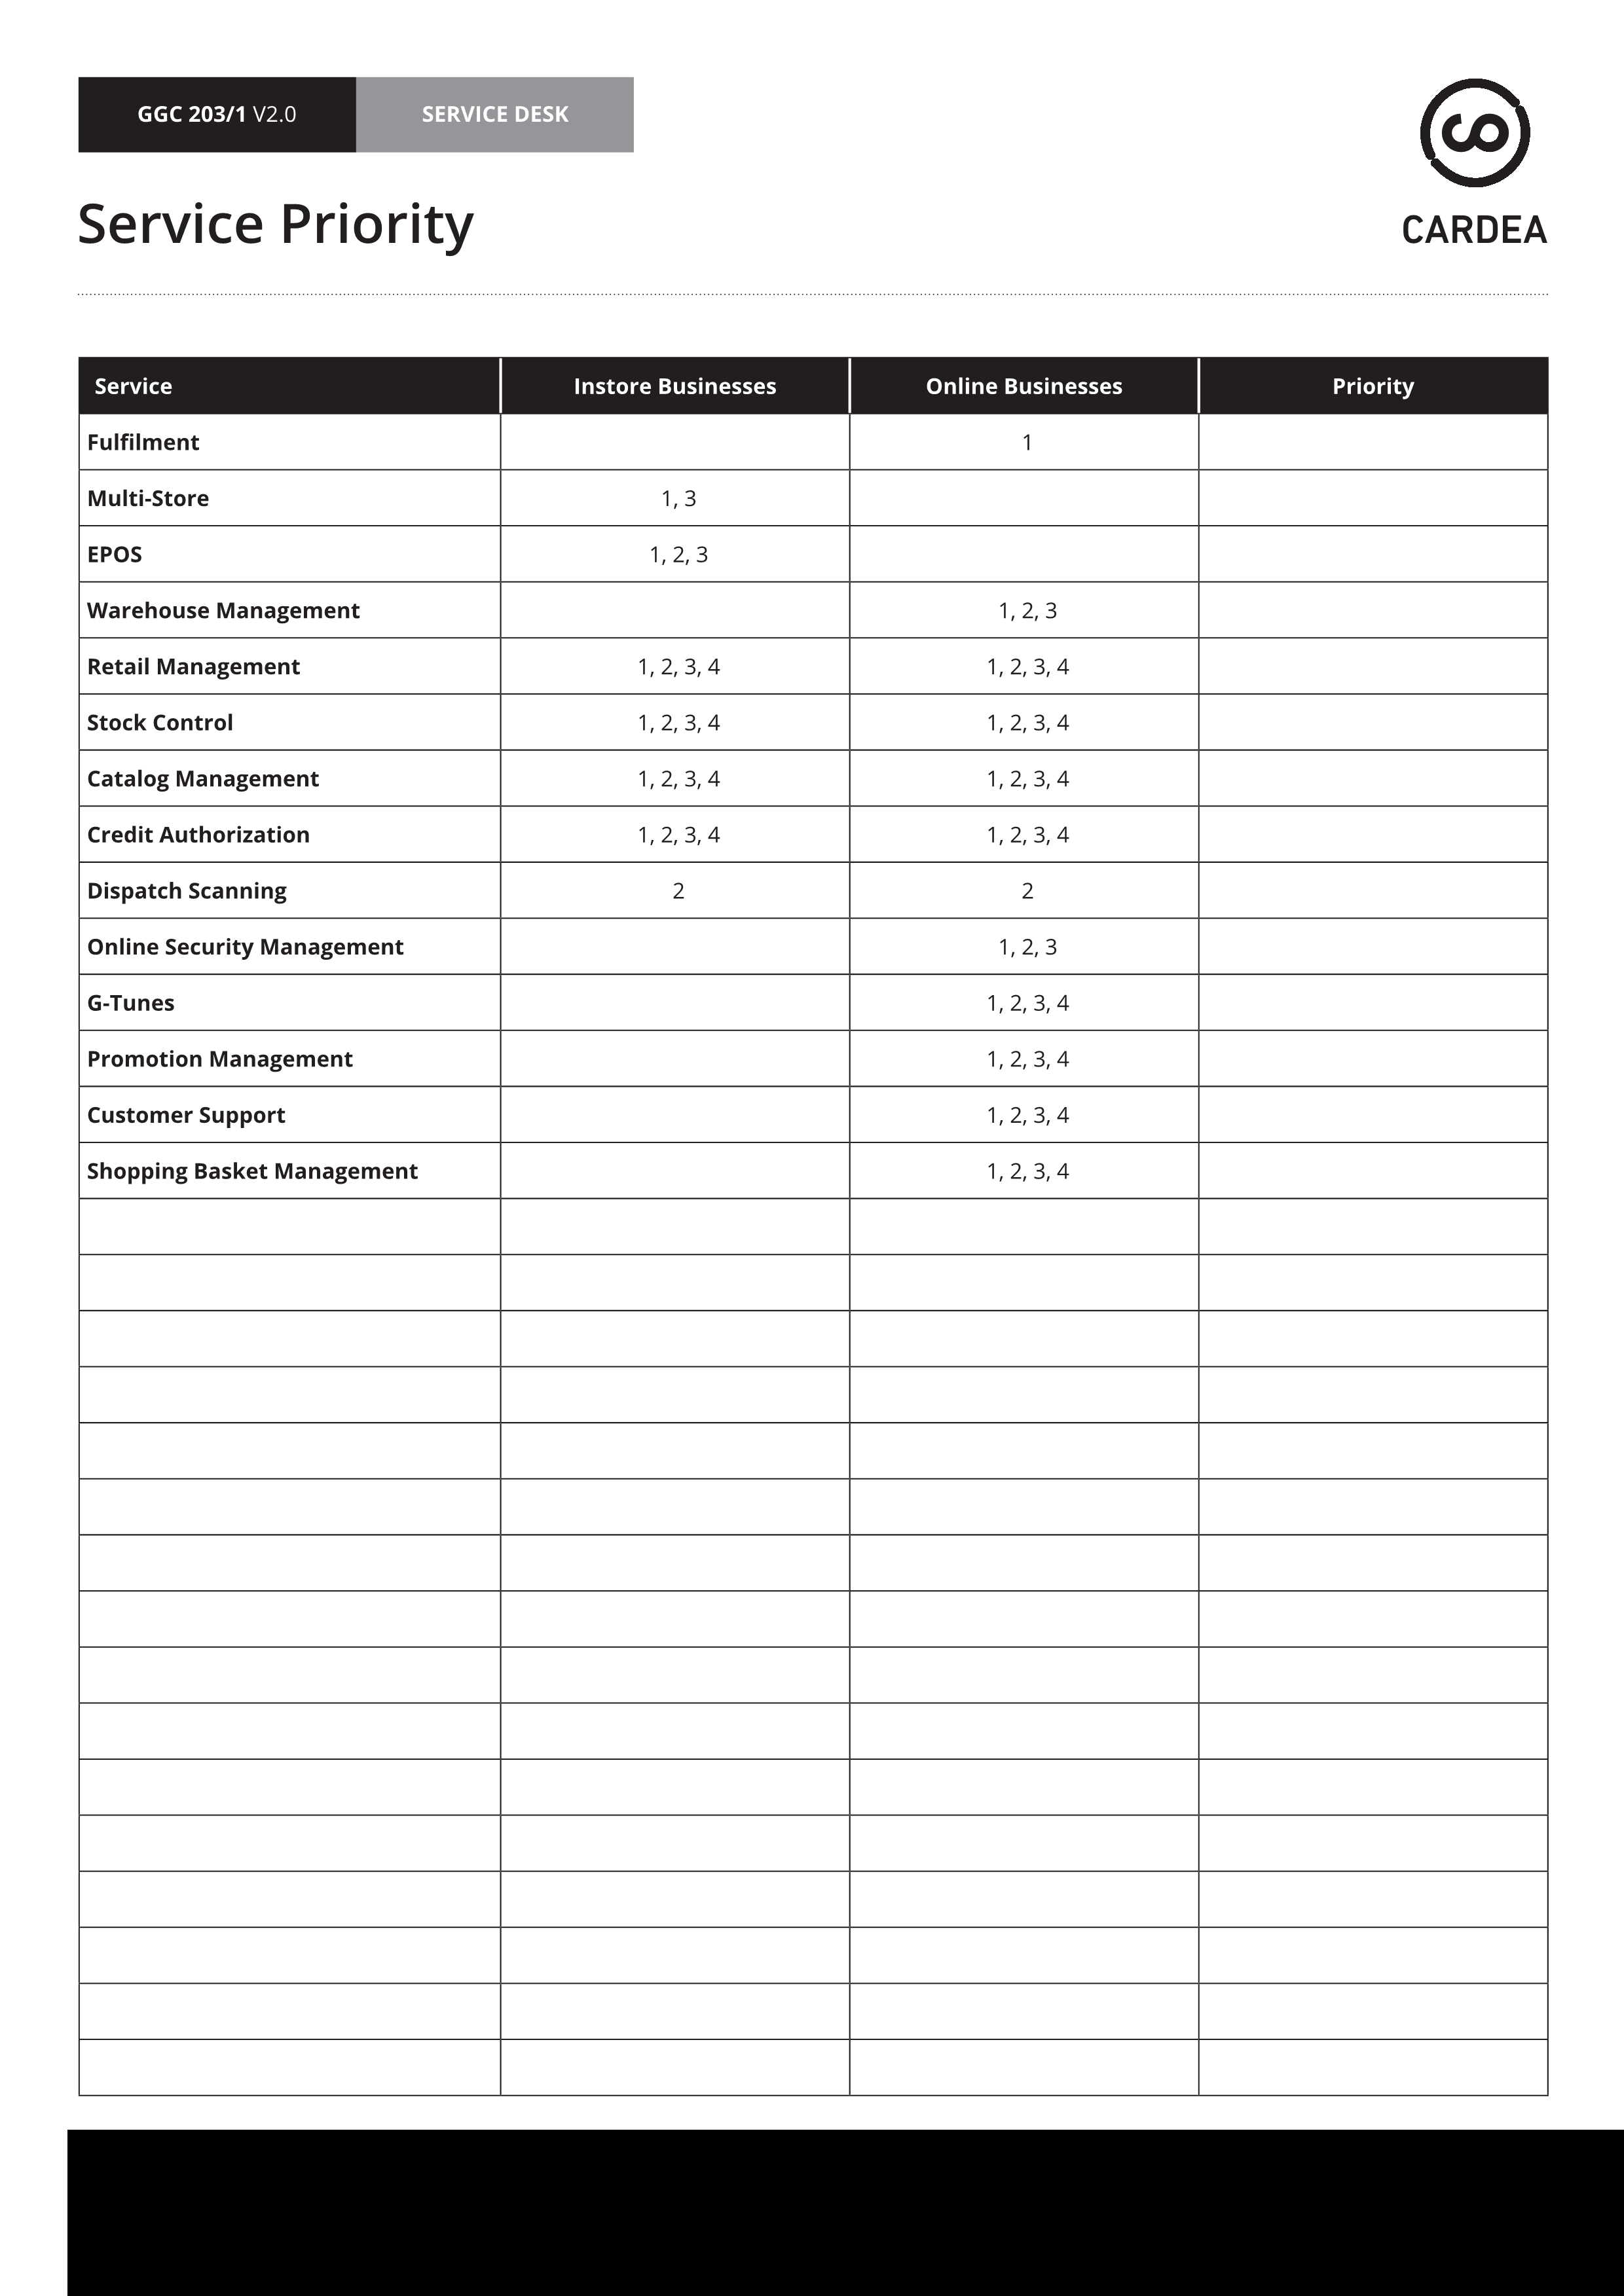 GGC 203/1 V2.0 SERVICE DESK
CARDEA
Service Priority
Service Instore Businesses Online Businesses Priority
Fulfilment 1
Multi-Store 1, 3
EPOS 1, 2, 3
Warehouse Management 1, 2, 3
Retail Management 1, 2, 3, 4 1, 2, 3, 4
Stock Control 1, 2, 3, 4 1, 2, 3, 4
Catalog Management 1, 2, 3, 4 1, 2, 3, 4
Credit Authorization 1, 2, 3, 4 1, 2, 3, 4
Dispatch Scanning 2 2
Online Security Management 1, 2, 3
G-Tunes 1, 2, 3, 4
Promotion Management 1, 2, 3, 4
Customer Support 1, 2, 3, 4
Shopping Basket Management 1, 2, 3, 4